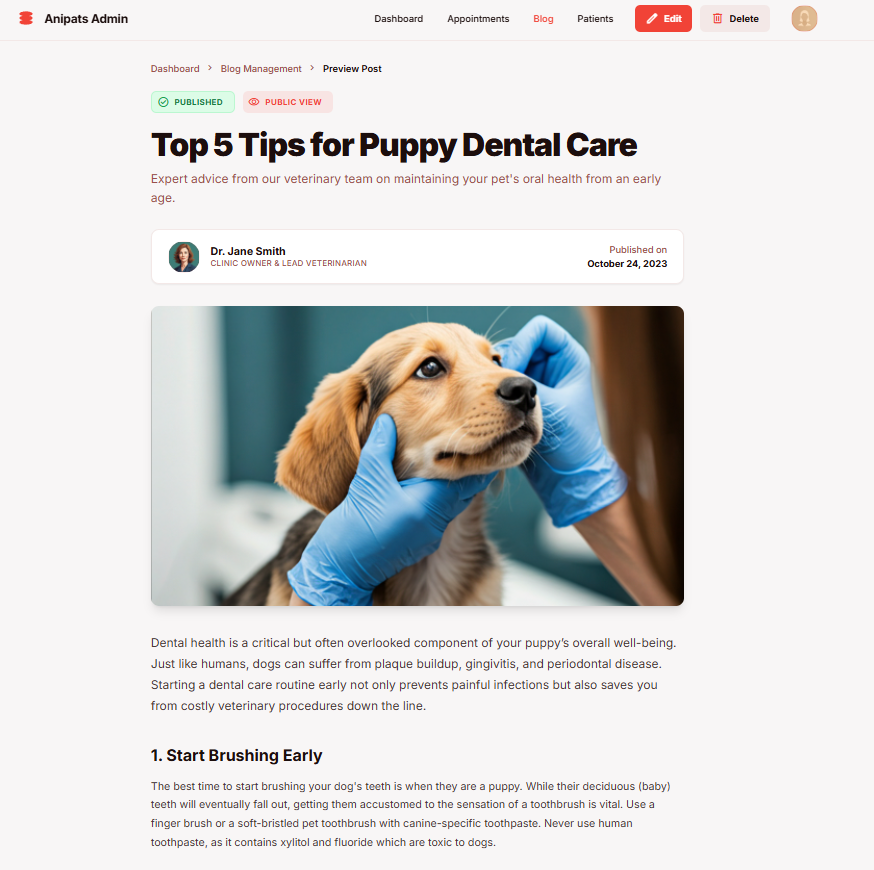 Anipats Admin
Dashboard
Appointments
Blog
Patients
Edit
Delete
Dashboard > Blog Management > Preview Post
PUBLISHED
PUBLIC VIEW
Top 5 Tips for Puppy Dental Care
Expert advice from our veterinary team on maintaining your pet's oral health from an early
age.
Dr. Jane Smith
CLINIC OWNER & LEAD VETERINARIAN
Published on
October 24, 2023
Dental health is a critical but often overlooked component of your puppy’s overall well-being.
Just like humans, dogs can suffer from plaque buildup, gingivitis, and periodontal disease.
Starting a dental care routine early not only prevents painful infections but also saves you
from costly veterinary procedures down the line.
1. Start Brushing Early
The best time to start brushing your dog's teeth is when they are a puppy. While their deciduous (baby)
teeth will eventually fall out, getting them accustomed to the sensation of a toothbrush is vital. Use a
finger brush or a soft-bristled pet toothbrush with canine-specific toothpaste. Never use human
toothpaste, as it contains xylitol and fluoride which are toxic to dogs.